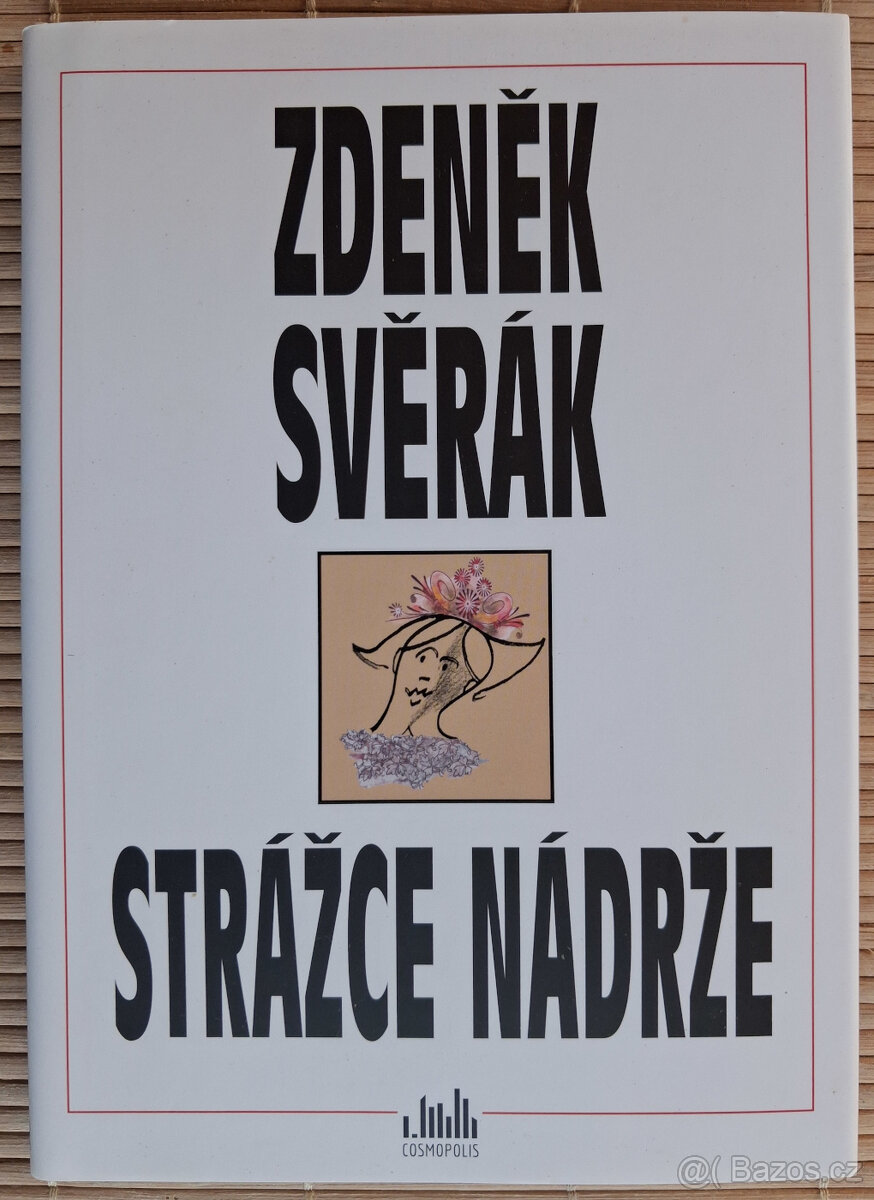 ZDENĚK
SVĚRÁK
STRÁŽCE NÁDRŽE
COSMOPOLIS
@( Bazos.cz